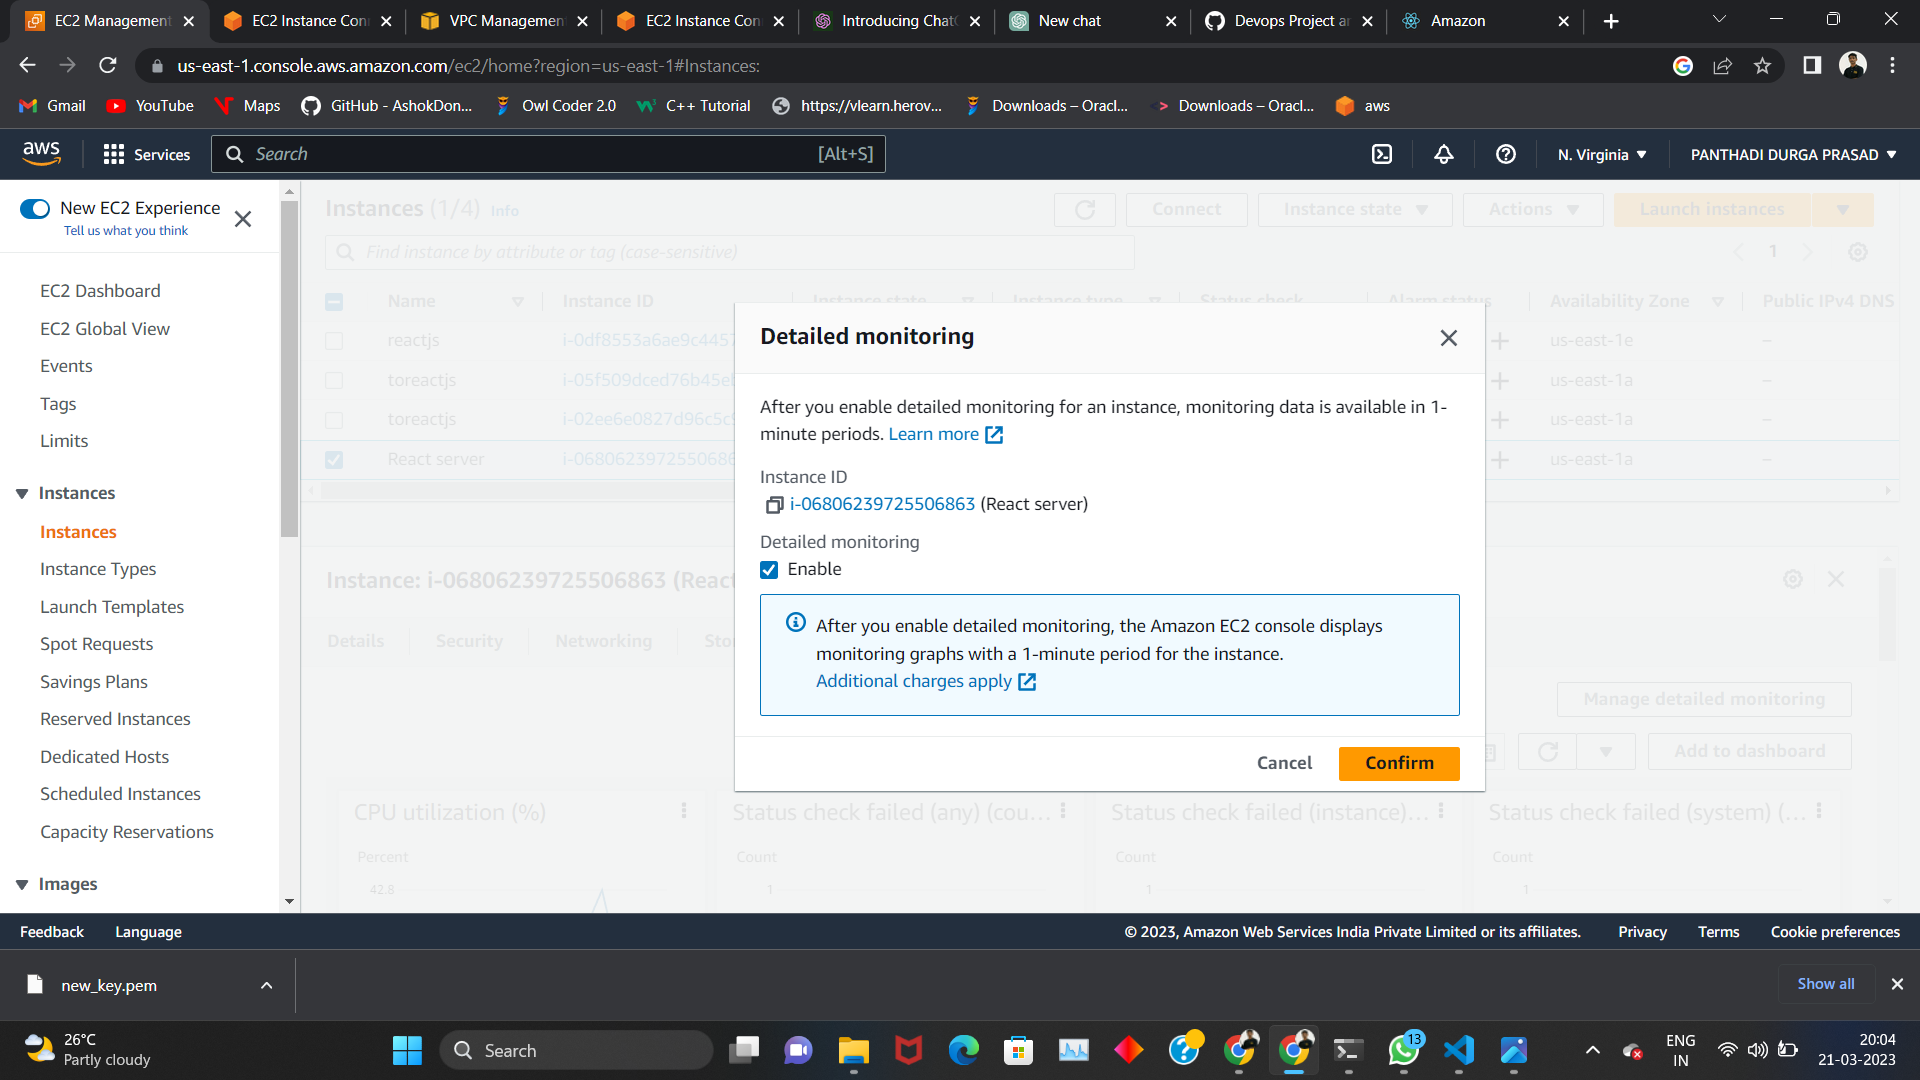 EC2 Management
EC2 Instance Con
VPC Managemen
EC2 Instance Con
Introducing Chat
New chat
Devops Project a
Amazon
us-east-1.console.aws.amazon.com/ec2/home?region=us-east-1#Instances:
Gmail
YouTube
Maps
GitHub - AshokDon...
Owl Coder 2.0
C++ Tutorial
https://vlearn.herov...
Downloads – Oracl...
Downloads – Oracl...
aws
aws
Services
Search
[Alt+S]
N. Virginia
PANTHADI DURGA PRASAD
New EC2 Experience
Tell us what you think
EC2 Dashboard
EC2 Global View
Events
Tags
Limits
Instances
Instances
Instance Types
Launch Templates
Spot Requests
Savings Plans
Reserved Instances
Dedicated Hosts
Scheduled Instances
Capacity Reservations
Images
Instances (1/4) Info
Connect
Instance state
Actions
Launch instances
Find instance by attribute or tag (case-sensitive)
1
Name
Instance ID
Instance state
Instance type
Status check
Alarm status
Availability Zone
Public IPv4 DNS
reactjs
i-0df8553a6ae9c4457
us-east-1e
–
toreactjs
i-05f509dced76b45e
us-east-1a
–
toreactjs
i-02ee6e0827d96c5c
us-east-1a
–
React server
i-0680623972550686
us-east-1a
–
Instance: i-06806239725506863 (Reac
Details
Security
Networking
Sto
Manage detailed monitoring
Add to dashboard
CPU utilization (%)
Percent
42.8
Status check failed (any) (cou...
Count
1
Status check failed (instance)...
Count
1
Status check failed (system) (...
Count
1
Detailed monitoring
After you enable detailed monitoring for an instance, monitoring data is available in 1-
minute periods. Learn more
Instance ID
i-06806239725506863 (React server)
Detailed monitoring
Enable
After you enable detailed monitoring, the Amazon EC2 console displays
monitoring graphs with a 1-minute period for the instance.
Additional charges apply
Cancel
Confirm
Feedback
Language
© 2023, Amazon Web Services India Private Limited or its affiliates.
Privacy
Terms
Cookie preferences
new_key.pem
Show all
26°C
Partly cloudy
Search
13
ENG
IN
20:04
21-03-2023